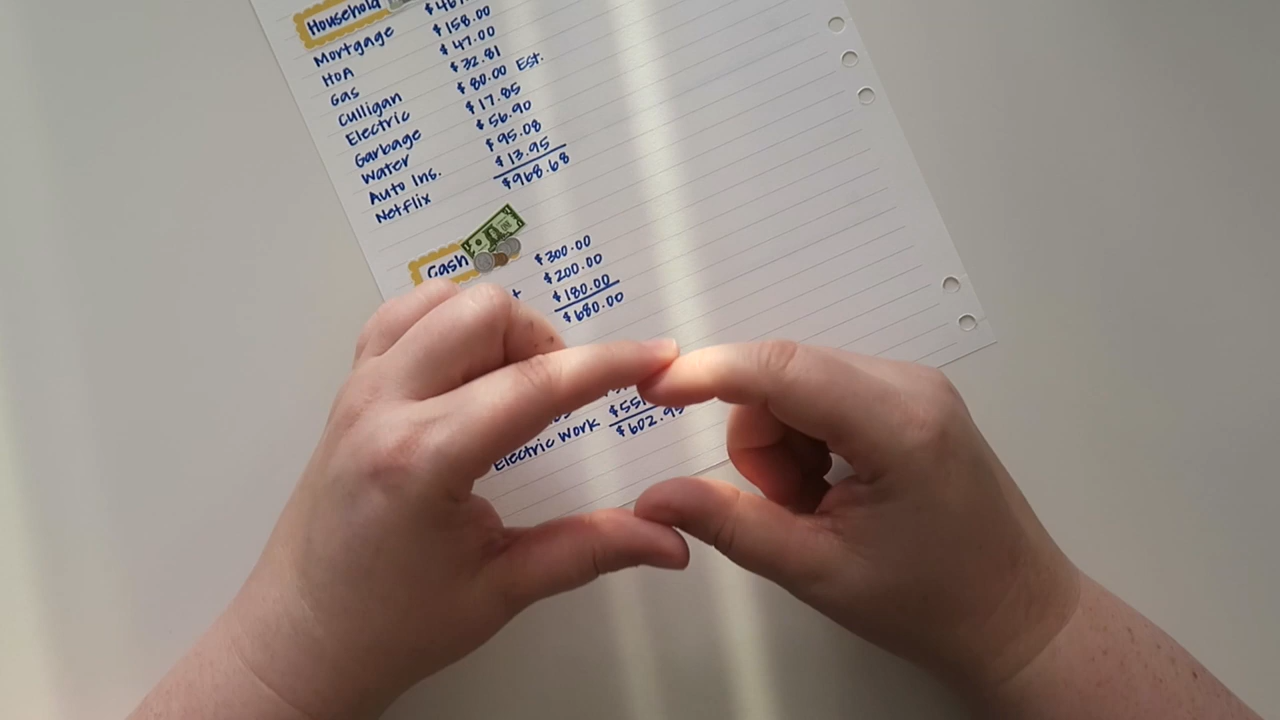 Household
Mortgage
HOA $158.00
Gas $47.00
Culligan $32.81
Electric $80.00 Est.
Garbage $17.85
Water $56.90
Auto Ins. $95.08
Netflix $13.95
$968.68
Cash
$300.00
$200.00
$180.00
$680.00
Electric Work
$602.95